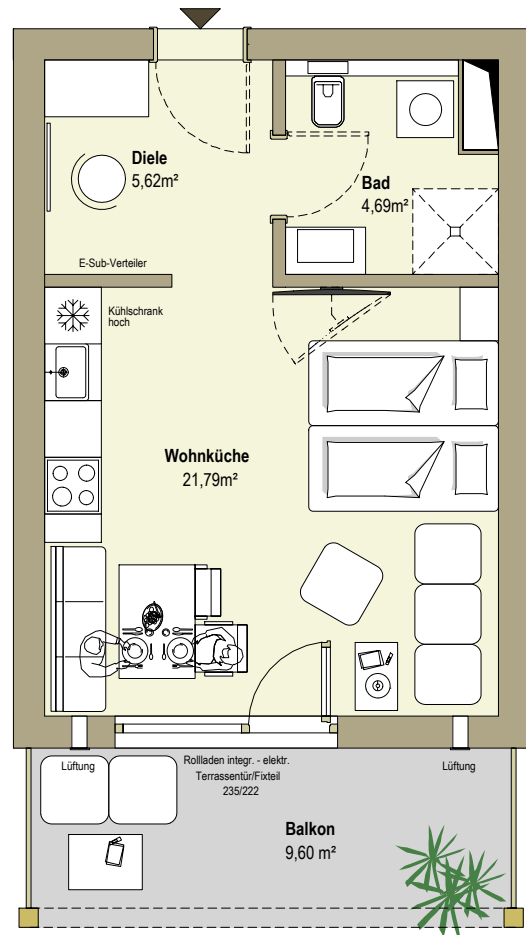 Diele
5,62m²
Bad
4,69m²
E-Sub-Verteiler
Kühlschrank
hoch
Wohnküche
21,79m²
Lüftung
Rollladen integr. - elektr.
Terrassentür/Fixteil
235/222
Lüftung
Balkon
9,60 m²